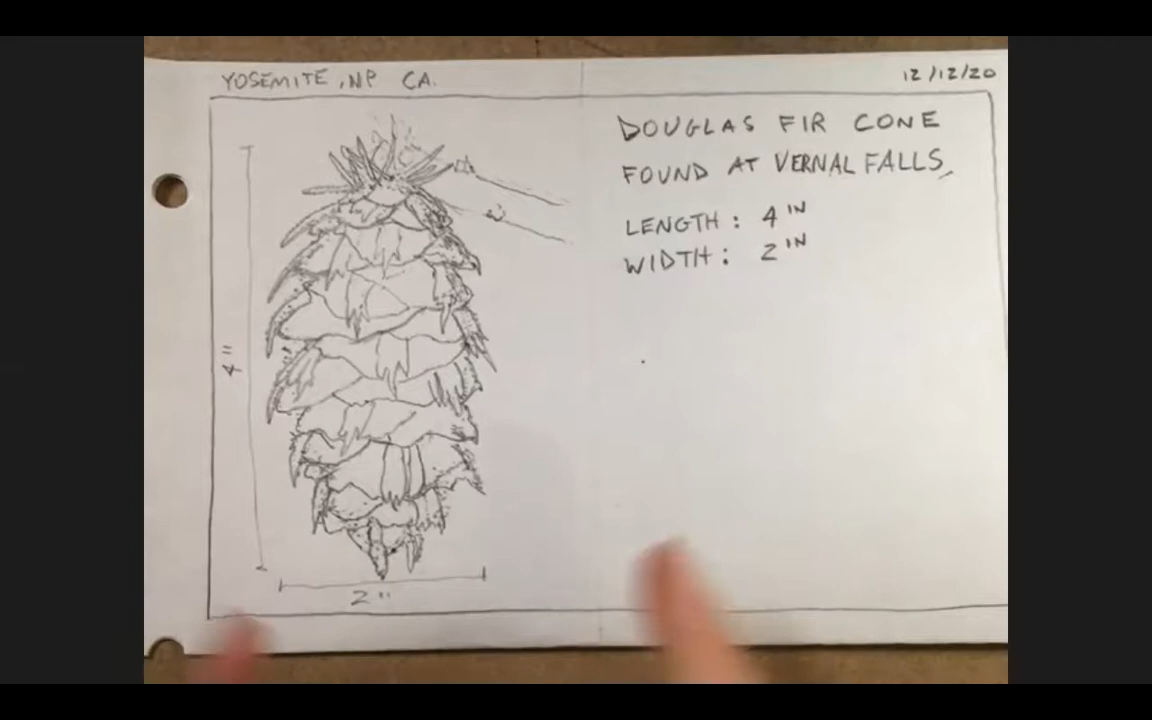 YOSEMITE, NP CA.
12/12/20
DOUGLAS FIR CONE
FOUND AT VERNAL FALLS,
LENGTH: 4 IN
WIDTH: 2 IN
4"
2"